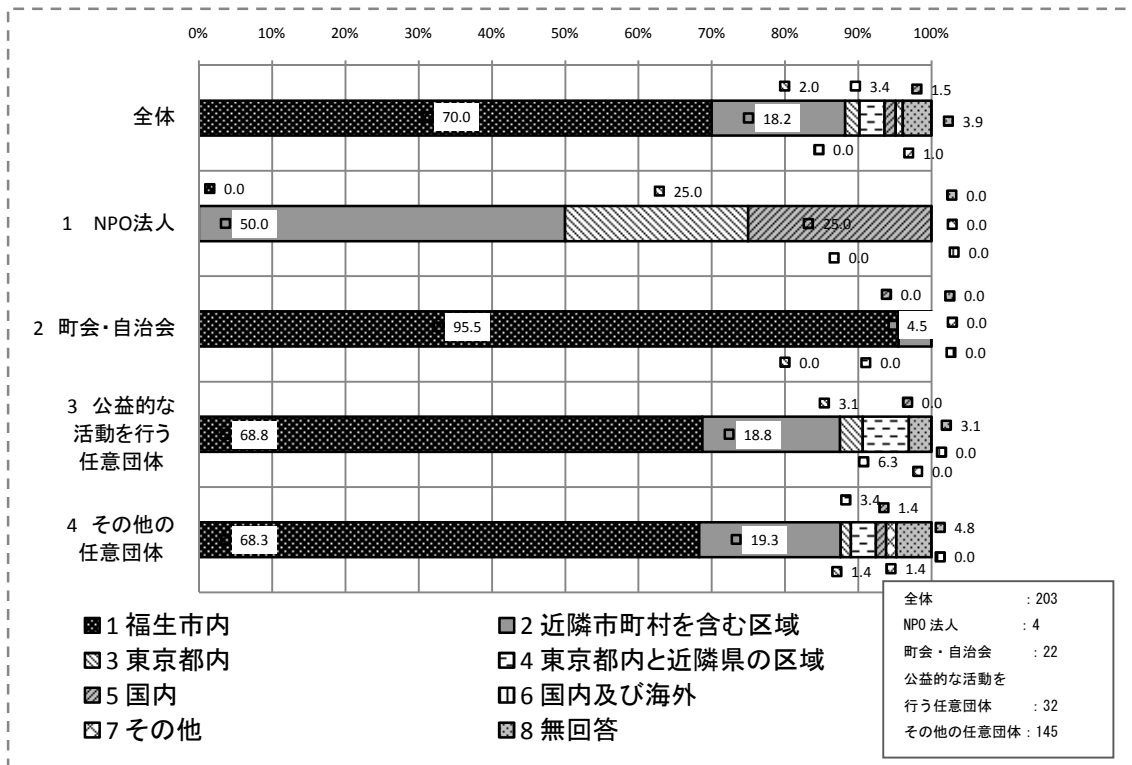 0% 10% 20% 30% 40% 50% 60% 70% 80% 90% 100%
2.0 3.4 1.5
全体 70.0 18.2 3.9
0.0 1.0
0.0 25.0 0.0
1 NPO法人 50.0 25.0 0.0
0.0 0.0
0.0 0.0
2 町会・自治会 95.5 4.5 0.0
0.0 0.0 0.0
3 公益的な
活動を行う
任意団体
3.1 0.0
68.8 18.8 3.1
6.3 0.0
0.0
4 その他の
任意団体
3.4 1.4
68.3 19.3 4.8
0.0
1.4 1.4
1 福生市内
2 近隣市町村を含む区域
3 東京都内
4 東京都内と近隣県の区域
5 国内
6 国内及び海外
7 その他
8 無回答
全体 : 203
NPO 法人 : 4
町会・自治会 : 22
公益的な活動を
行う任意団体 : 32
その他の任意団体 : 145